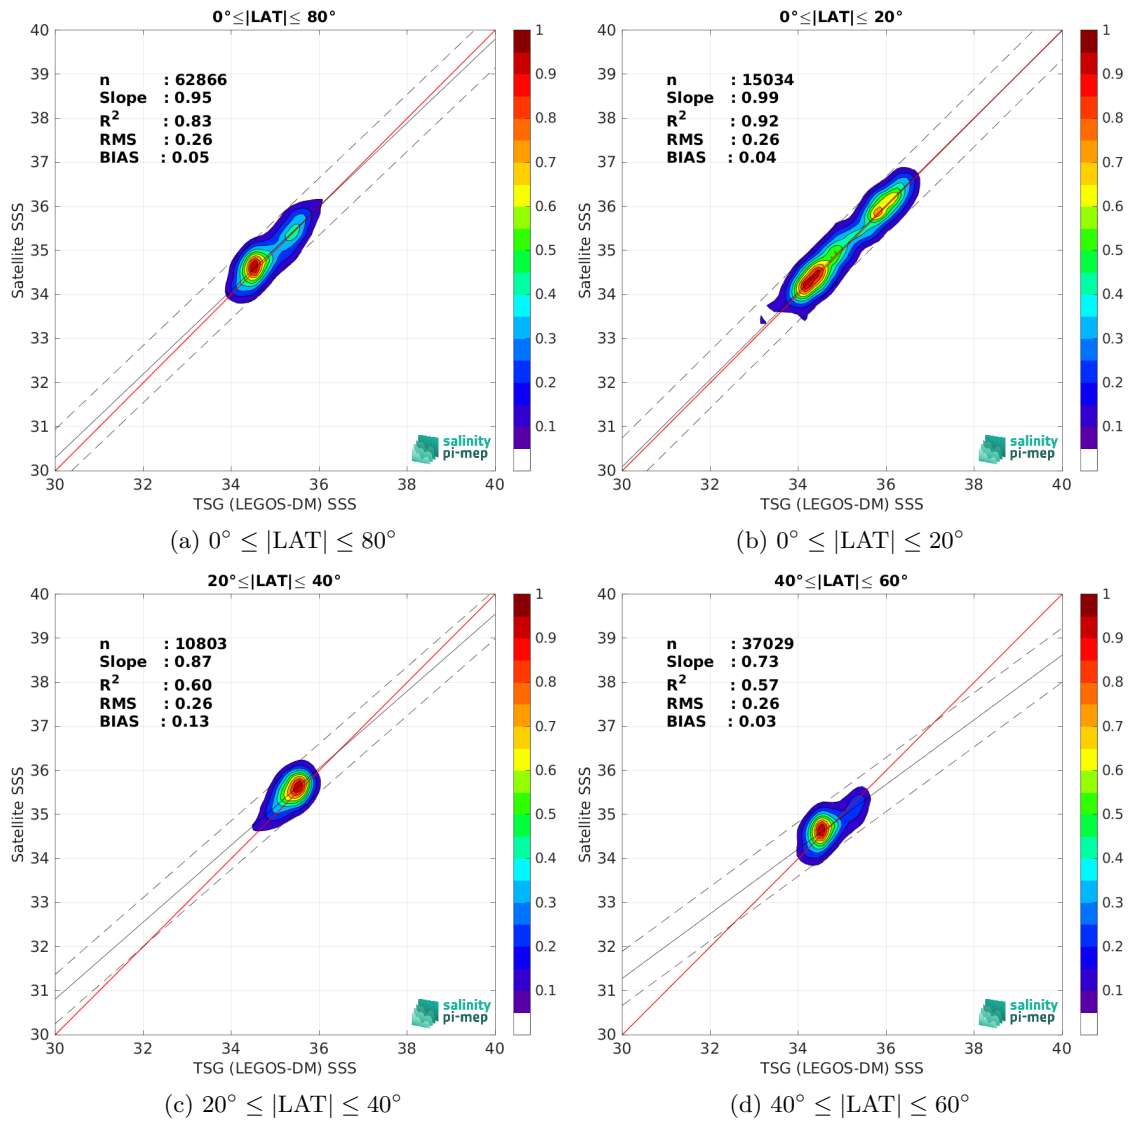 0°≤|LAT|≤ 80°
n : 62866
Slope : 0.95
R² : 0.83
RMS : 0.26
BIAS : 0.05
40
39
38
37
36
35
34
33
32
31
30
Satellite SSS
30 32 34 36 38 40
TSG (LEGOS-DM) SSS
1
0.9
0.8
0.7
0.6
0.5
0.4
0.3
0.2
0.1
salinity
pi-mep
(a) 0° ≤ |LAT| ≤ 80°
0°≤|LAT|≤ 20°
n : 15034
Slope : 0.99
R² : 0.92
RMS : 0.26
BIAS : 0.04
40
39
38
37
36
35
34
33
32
31
30
Satellite SSS
30 32 34 36 38 40
TSG (LEGOS-DM) SSS
1
0.9
0.8
0.7
0.6
0.5
0.4
0.3
0.2
0.1
salinity
pi-mep
(b) 0° ≤ |LAT| ≤ 20°
20°≤|LAT|≤ 40°
n : 10803
Slope : 0.87
R² : 0.60
RMS : 0.26
BIAS : 0.13
40
39
38
37
36
35
34
33
32
31
30
Satellite SSS
30 32 34 36 38 40
TSG (LEGOS-DM) SSS
1
0.9
0.8
0.7
0.6
0.5
0.4
0.3
0.2
0.1
salinity
pi-mep
(c) 20° ≤ |LAT| ≤ 40°
40°≤|LAT|≤ 60°
n : 37029
Slope : 0.73
R² : 0.57
RMS : 0.26
BIAS : 0.03
40
39
38
37
36
35
34
33
32
31
30
Satellite SSS
30 32 34 36 38 40
TSG (LEGOS-DM) SSS
1
0.9
0.8
0.7
0.6
0.5
0.4
0.3
0.2
0.1
salinity
pi-mep
(d) 40° ≤ |LAT| ≤ 60°